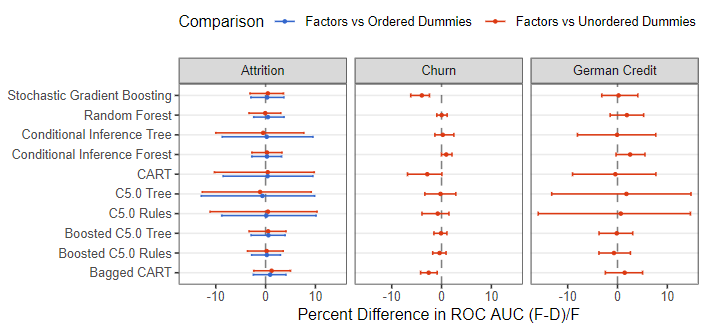 Comparison Factors vs Ordered Dummies Factors vs Unordered Dummies
Attrition Churn German Credit
Stochastic Gradient Boosting
Random Forest
Conditional Inference Tree
Conditional Inference Forest
CART
C5.0 Tree
C5.0 Rules
Boosted C5.0 Tree
Boosted C5.0 Rules
Bagged CART
-10 0 10 -10 0 10 -10 0 10
Percent Difference in ROC AUC (F-D)/F